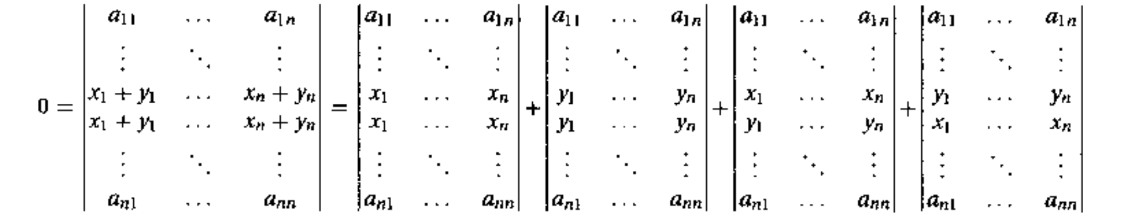 a₁₁ … a₁ₙ a₁₁ … a₁ₙ a₁₁ … a₁ₙ a₁₁ … a₁ₙ a₁₁ … a₁ₙ
⋮ ⋱ ⋮ ⋮ ⋱ ⋮ ⋮ ⋱ ⋮ ⋮ ⋱ ⋮ ⋮ ⋱ ⋮
x₁ + y₁ … xₙ + yₙ x₁ … xₙ y₁ … yₙ x₁ … xₙ y₁ … yₙ
0 = = + + +
x₁ + y₁ … xₙ + yₙ x₁ … xₙ y₁ … yₙ y₁ … yₙ x₁ … xₙ
⋮ ⋱ ⋮ ⋮ ⋱ ⋮ ⋮ ⋱ ⋮ ⋮ ⋱ ⋮ ⋮ ⋱ ⋮
aₙ₁ … aₙₙ aₙ₁ … aₙₙ aₙ₁ … aₙₙ aₙ₁ … aₙₙ aₙ₁ … aₙₙ